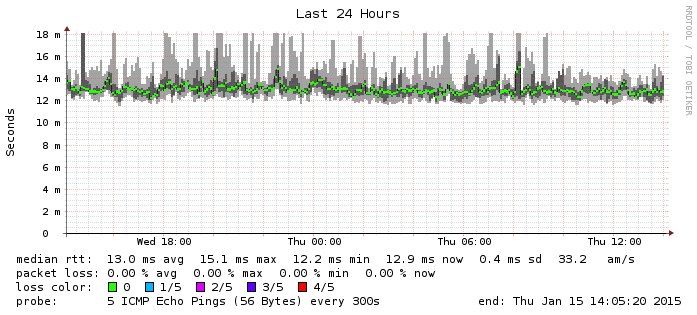 Last 24 Hours
RRDTOOL / TOBI OETIKER
Seconds
18 m
16 m
14 m
12 m
10 m
8 m
6 m
4 m
2 m
0
Wed 18:00 Thu 00:00 Thu 06:00 Thu 12:00
median rtt: 13.0 ms avg 15.1 ms max 12.2 ms min 12.9 ms now 0.4 ms sd 33.2 am/s
packet loss: 0.00 % avg 0.00 % max 0.00 % min 0.00 % now
loss color: 0 1/5 2/5 3/5 4/5
probe: 5 ICMP Echo Pings (56 Bytes) every 300s end: Thu Jan 15 14:05:20 2015